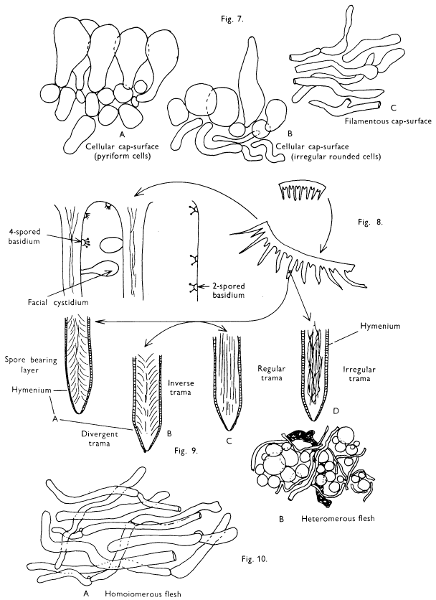 Fig. 7.
A
Cellular cap-surface
(pyriform cells)
B
Cellular cap-surface
(irregular rounded cells)
C
Filamentous cap-surface
Fig. 8.
4-spored
basidium
Facial cystidium
2-spored
basidium
Spore bearing
layer
Hymenium
A
Divergent
trama
B
Inverse
trama
C
Regular
trama
Hymenium
Irregular
trama
D
Fig. 9.
B Heteromerous flesh
Fig. 10.
A Homoiomerous flesh